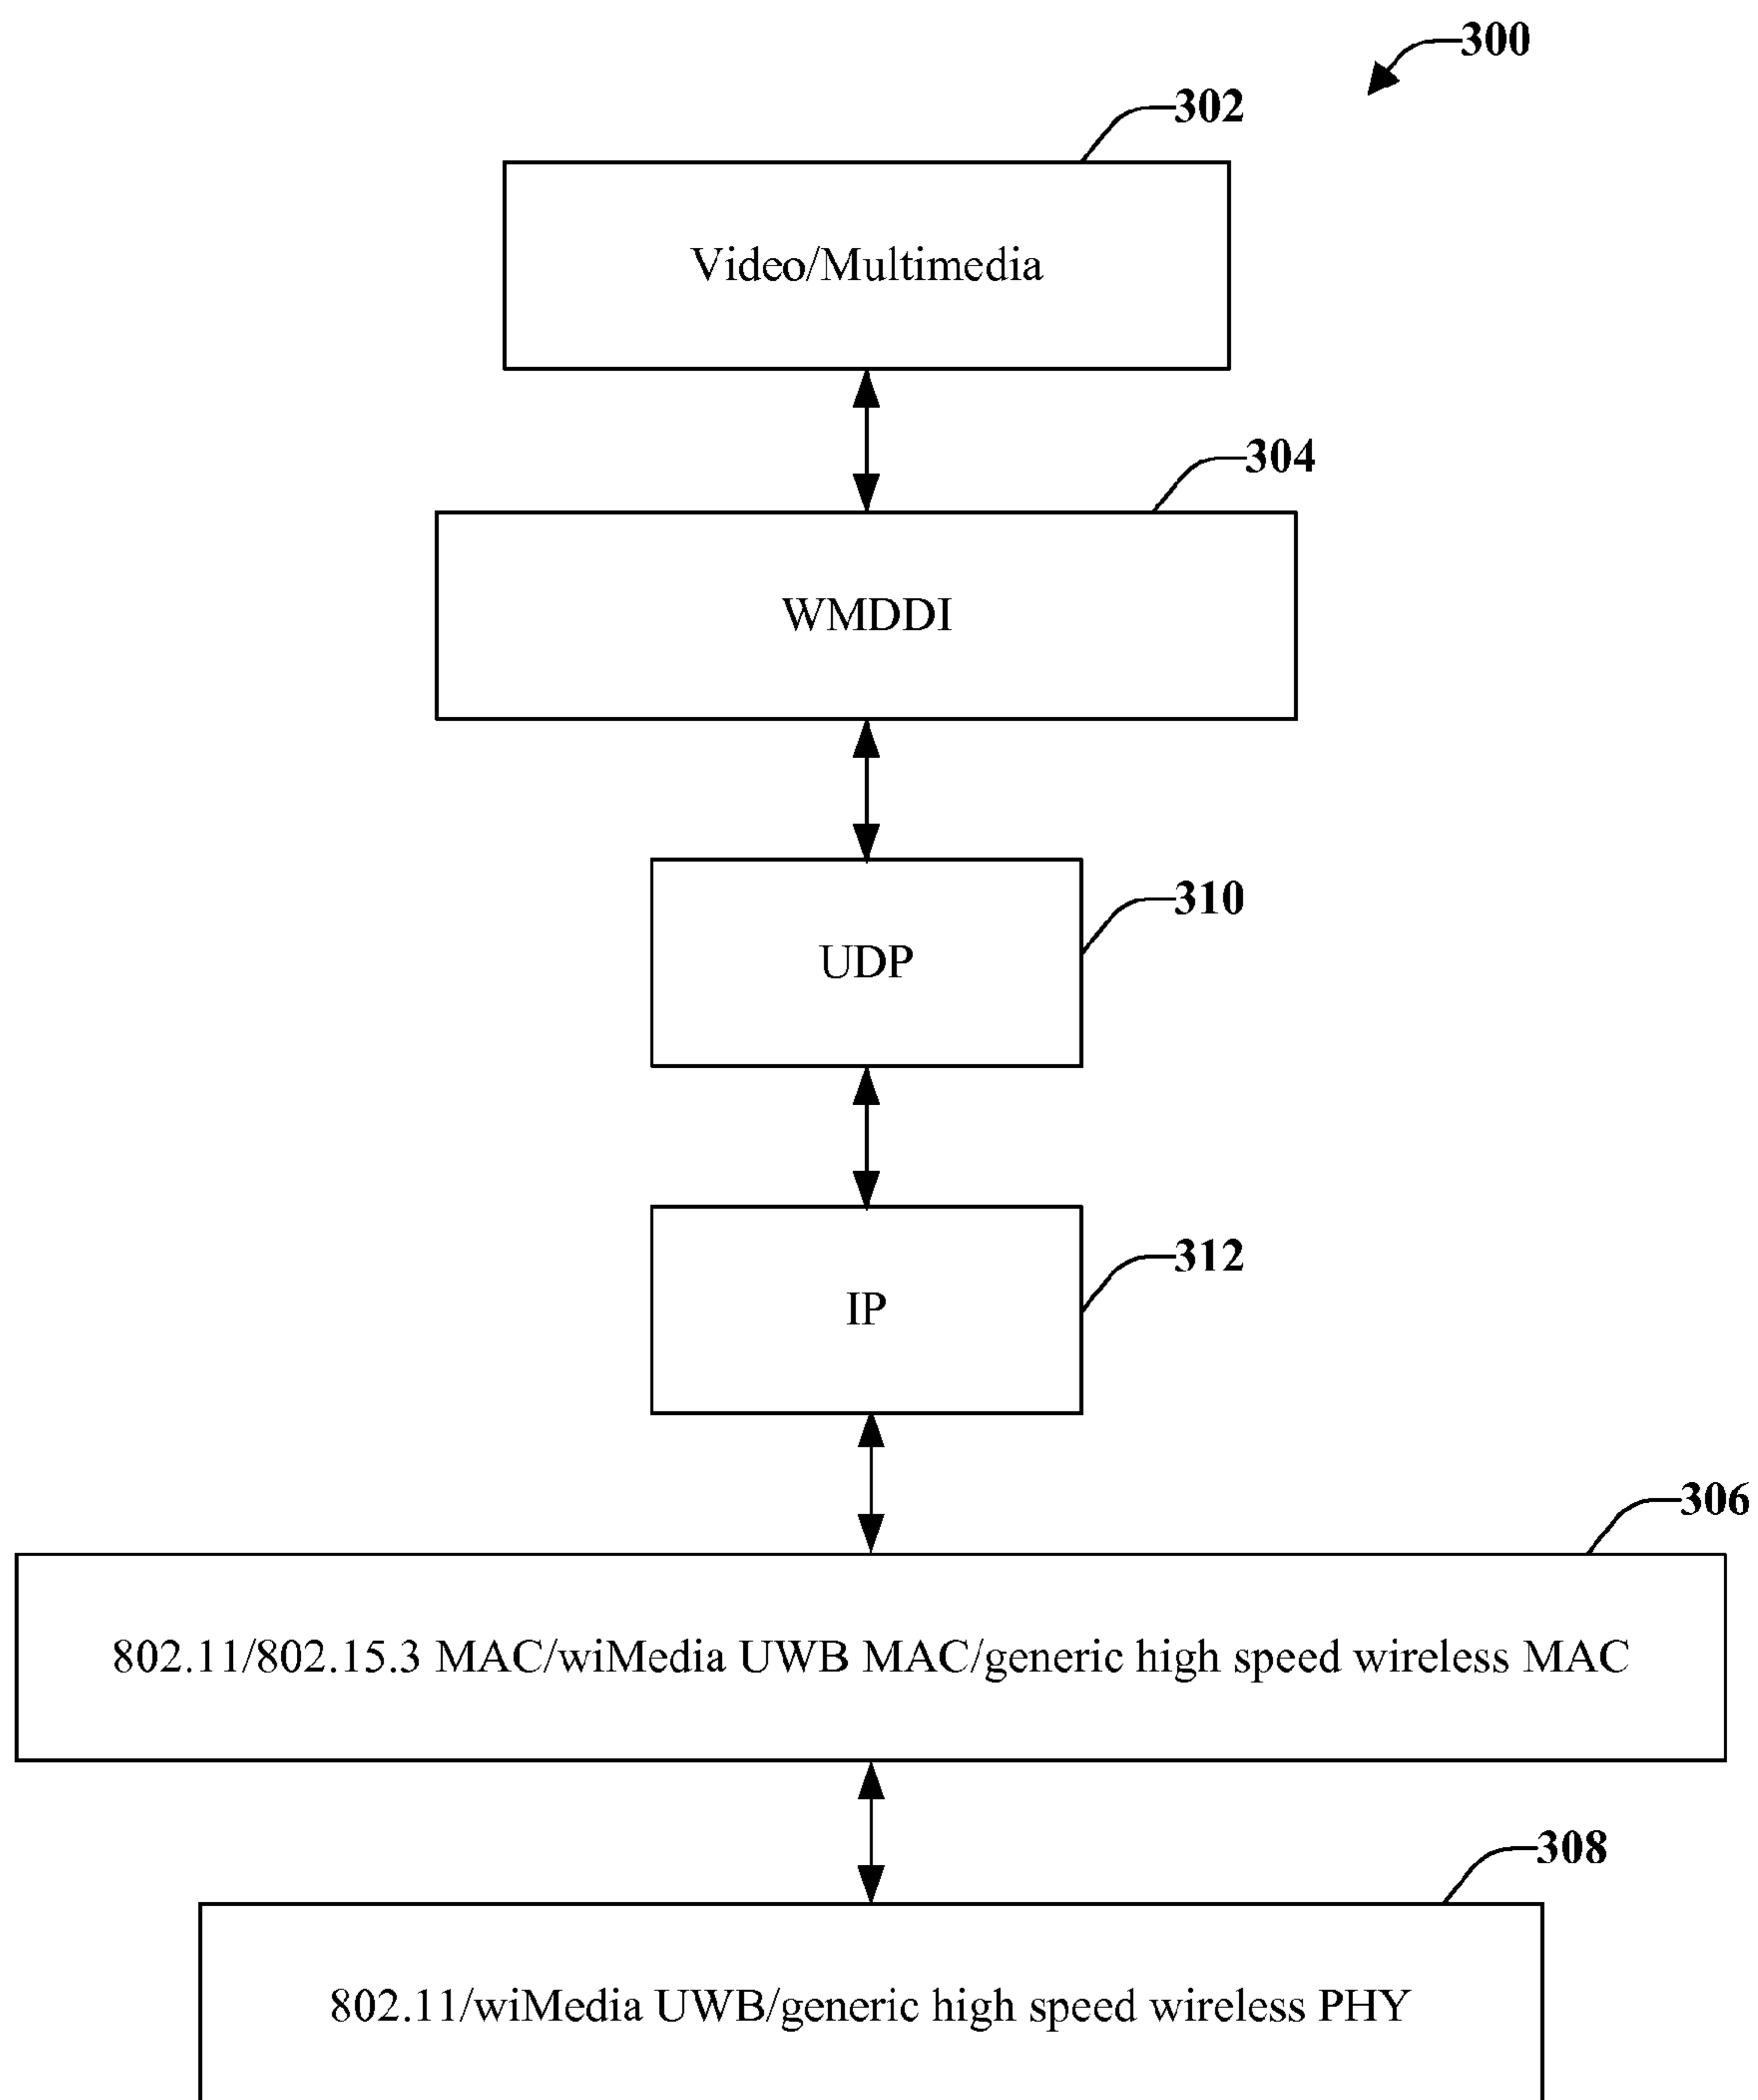 300
302
Video/Multimedia
304
WMDDI
310
UDP
312
IP
306
802.11/802.15.3 MAC/wiMedia UWB MAC/generic high speed wireless MAC
308
802.11/wiMedia UWB/generic high speed wireless PHY